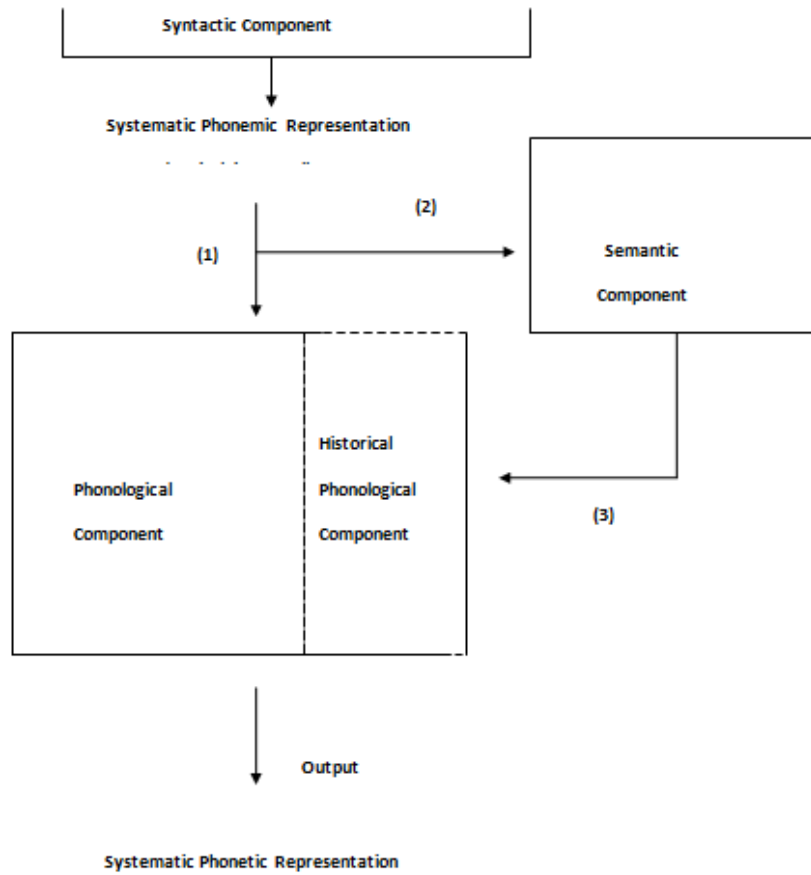 Syntactic Component
Systematic Phonemic Representation
(2)
(1)
Semantic
Component
Historical
Phonological
Phonological
Component
Component
(3)
Output
Systematic Phonetic Representation